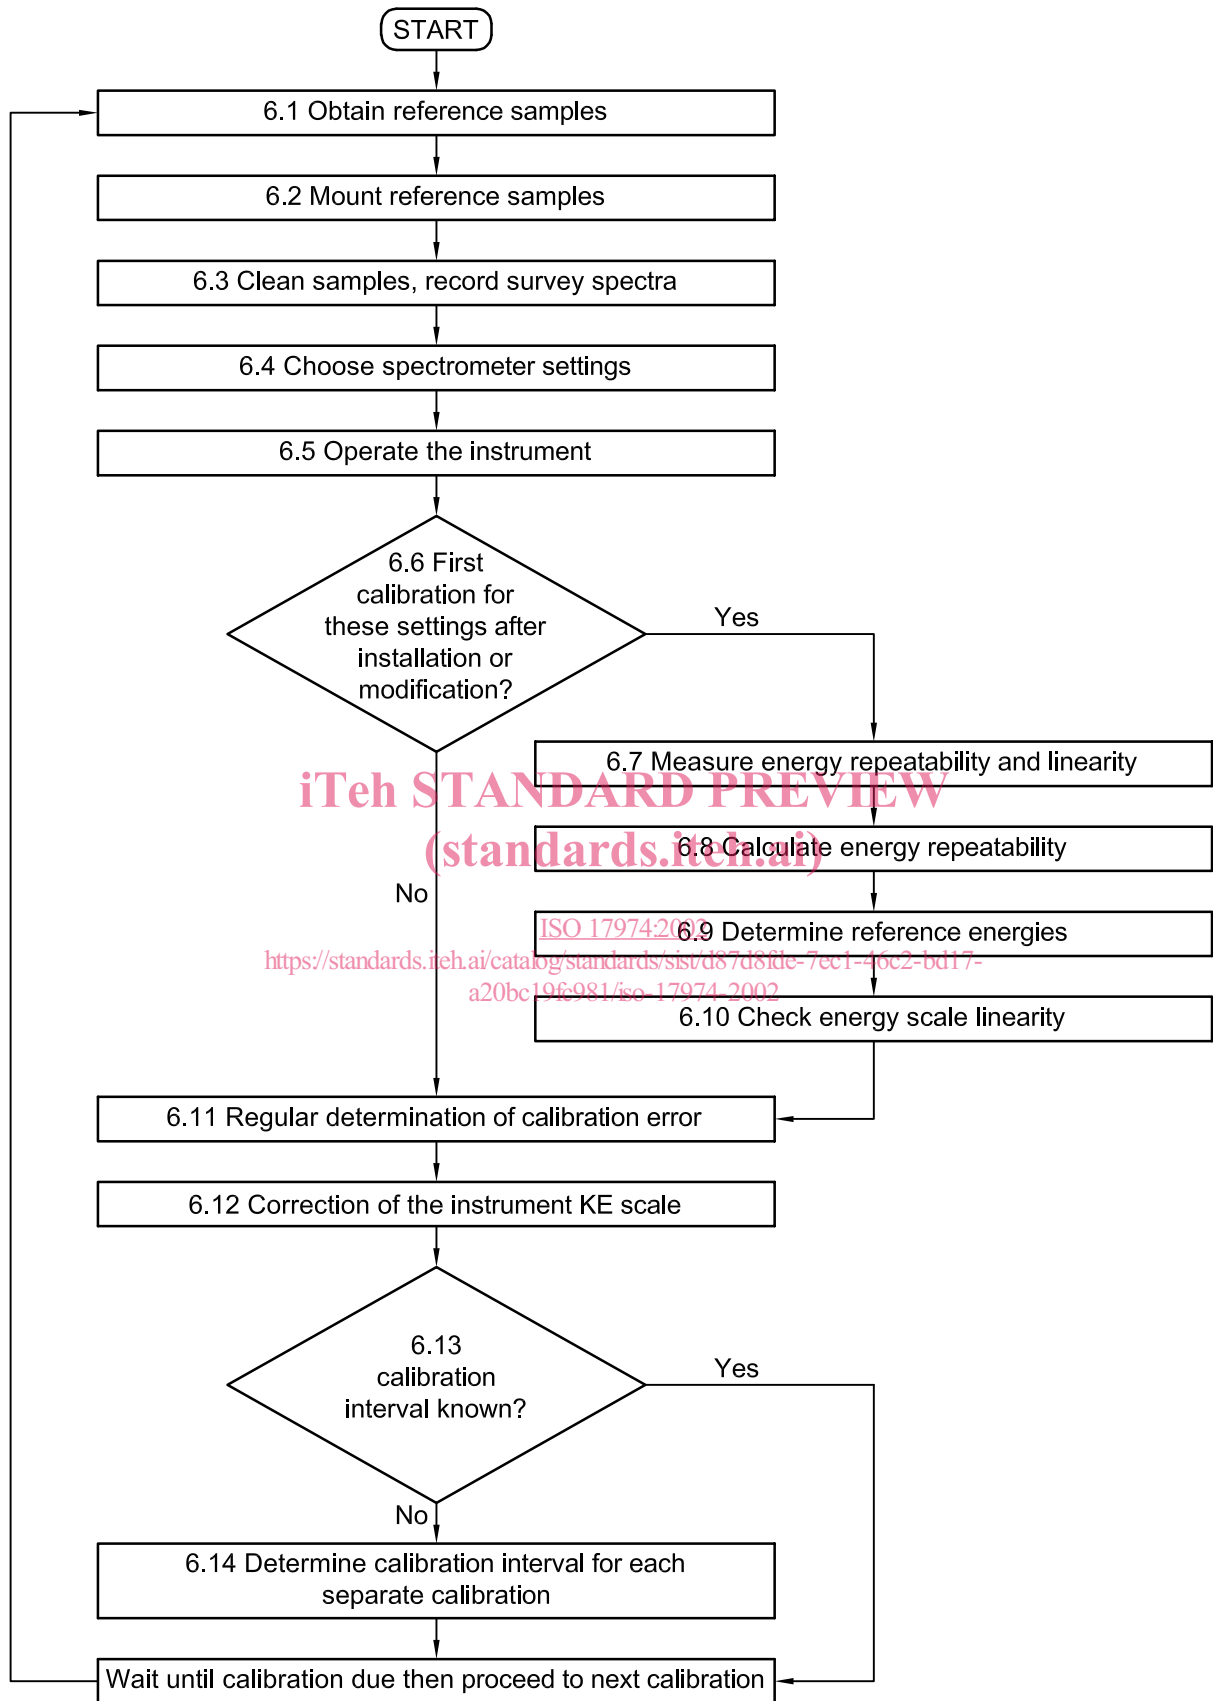 START
6.1 Obtain reference samples
6.2 Mount reference samples
6.3 Clean samples, record survey spectra
6.4 Choose spectrometer settings
6.5 Operate the instrument
6.6 First
calibration for
these settings after
installation or
modification?
Yes
6.7 Measure energy repeatability and linearity
iTeh STANDARD PREVIEW
(standards.iteh.ai)
6.8 Calculate energy repeatability
No
ISO 17974:2002
6.9 Determine reference energies
https://standards.iteh.ai/catalog/standards/sist/d87d8fde-7ec1-46c2-bd17-
a20bc19fc981/iso-17974-2002
6.10 Check energy scale linearity
6.11 Regular determination of calibration error
6.12 Correction of the instrument KE scale
6.13
calibration
interval known?
Yes
No
6.14 Determine calibration interval for each
separate calibration
Wait until calibration due then proceed to next calibration